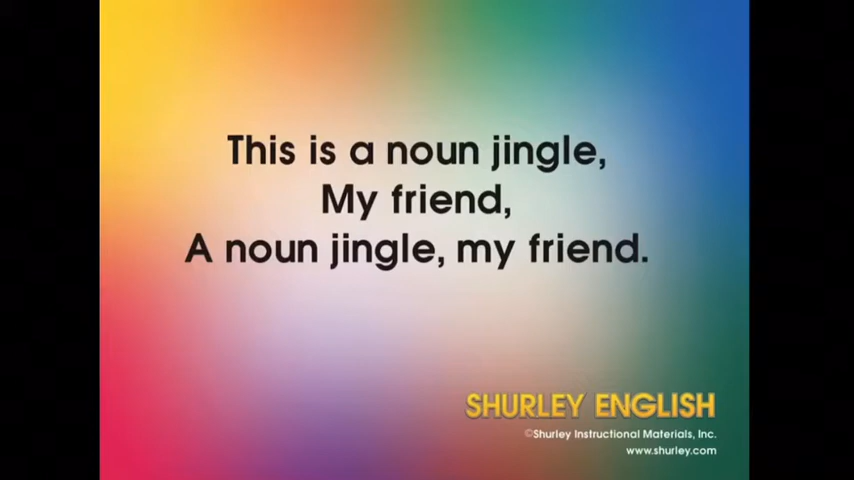 This is a noun jingle,
My friend,
A noun jingle, my friend.
SHURLEY ENGLISH
©Shurley Instructional Materials, Inc.
www.shurley.com